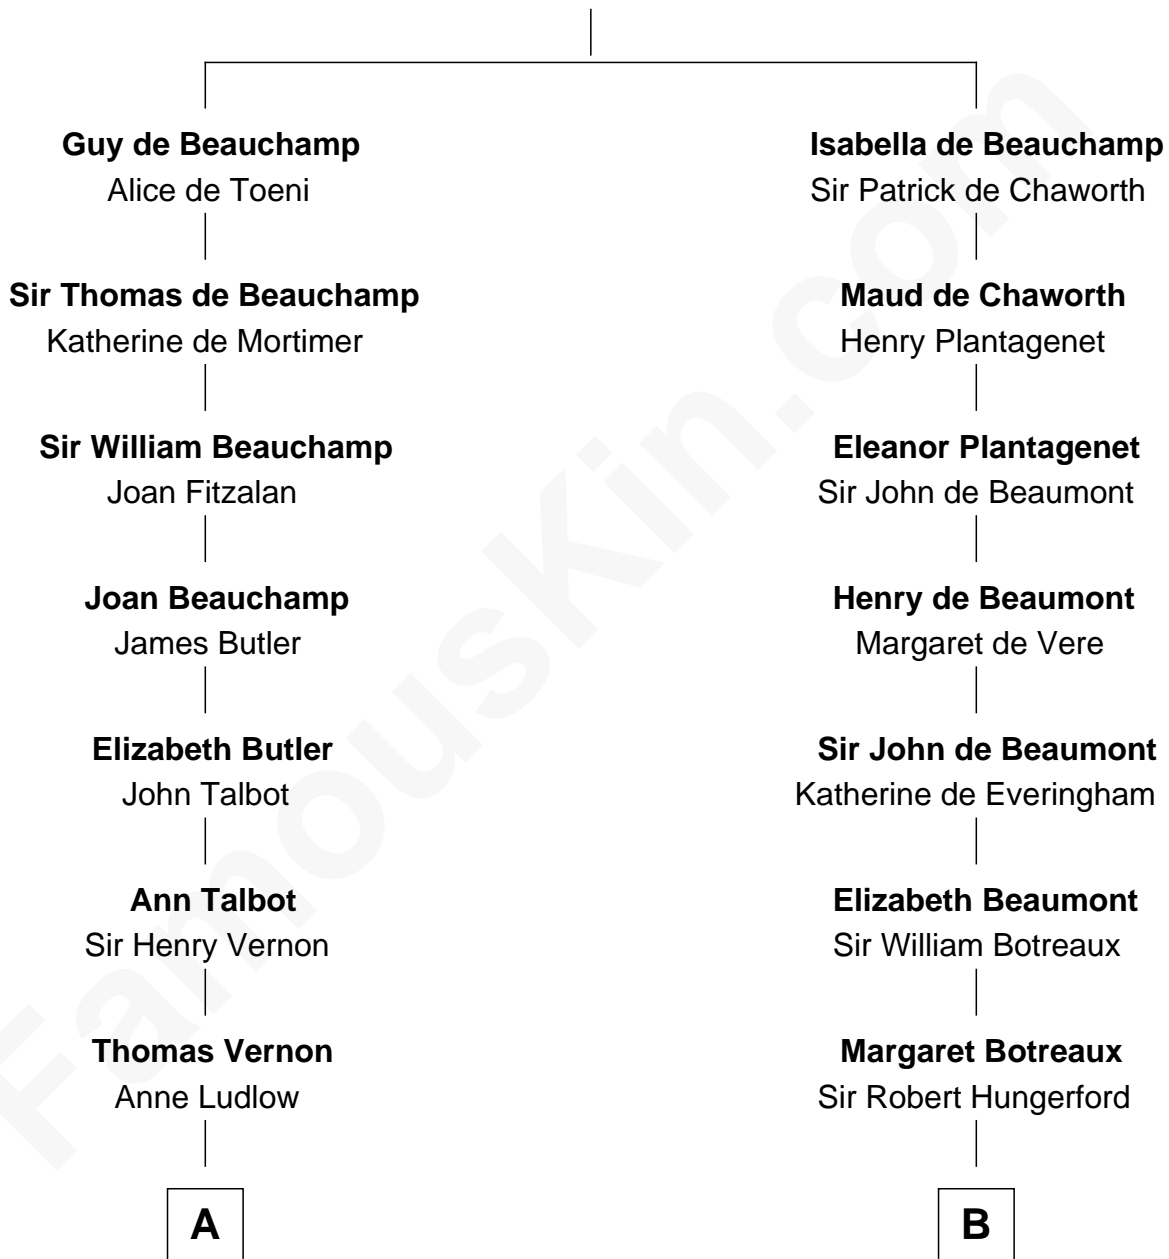 Guy de Beauchamp
Alice de Toeni
Sir Thomas de Beauchamp
Katherine de Mortimer
Sir William Beauchamp
Joan Fitzalan
Joan Beauchamp
James Butler
Elizabeth Butler
John Talbot
Ann Talbot
Sir Henry Vernon
Thomas Vernon
Anne Ludlow
A
Isabella de Beauchamp
Sir Patrick de Chaworth
Maud de Chaworth
Henry Plantagenet
Eleanor Plantagenet
Sir John de Beaumont
Henry de Beaumont
Margaret de Vere
Sir John de Beaumont
Katherine de Everingham
Elizabeth Beaumont
Sir William Botreaux
Margaret Botreaux
Sir Robert Hungerford
B
FamousKin.com